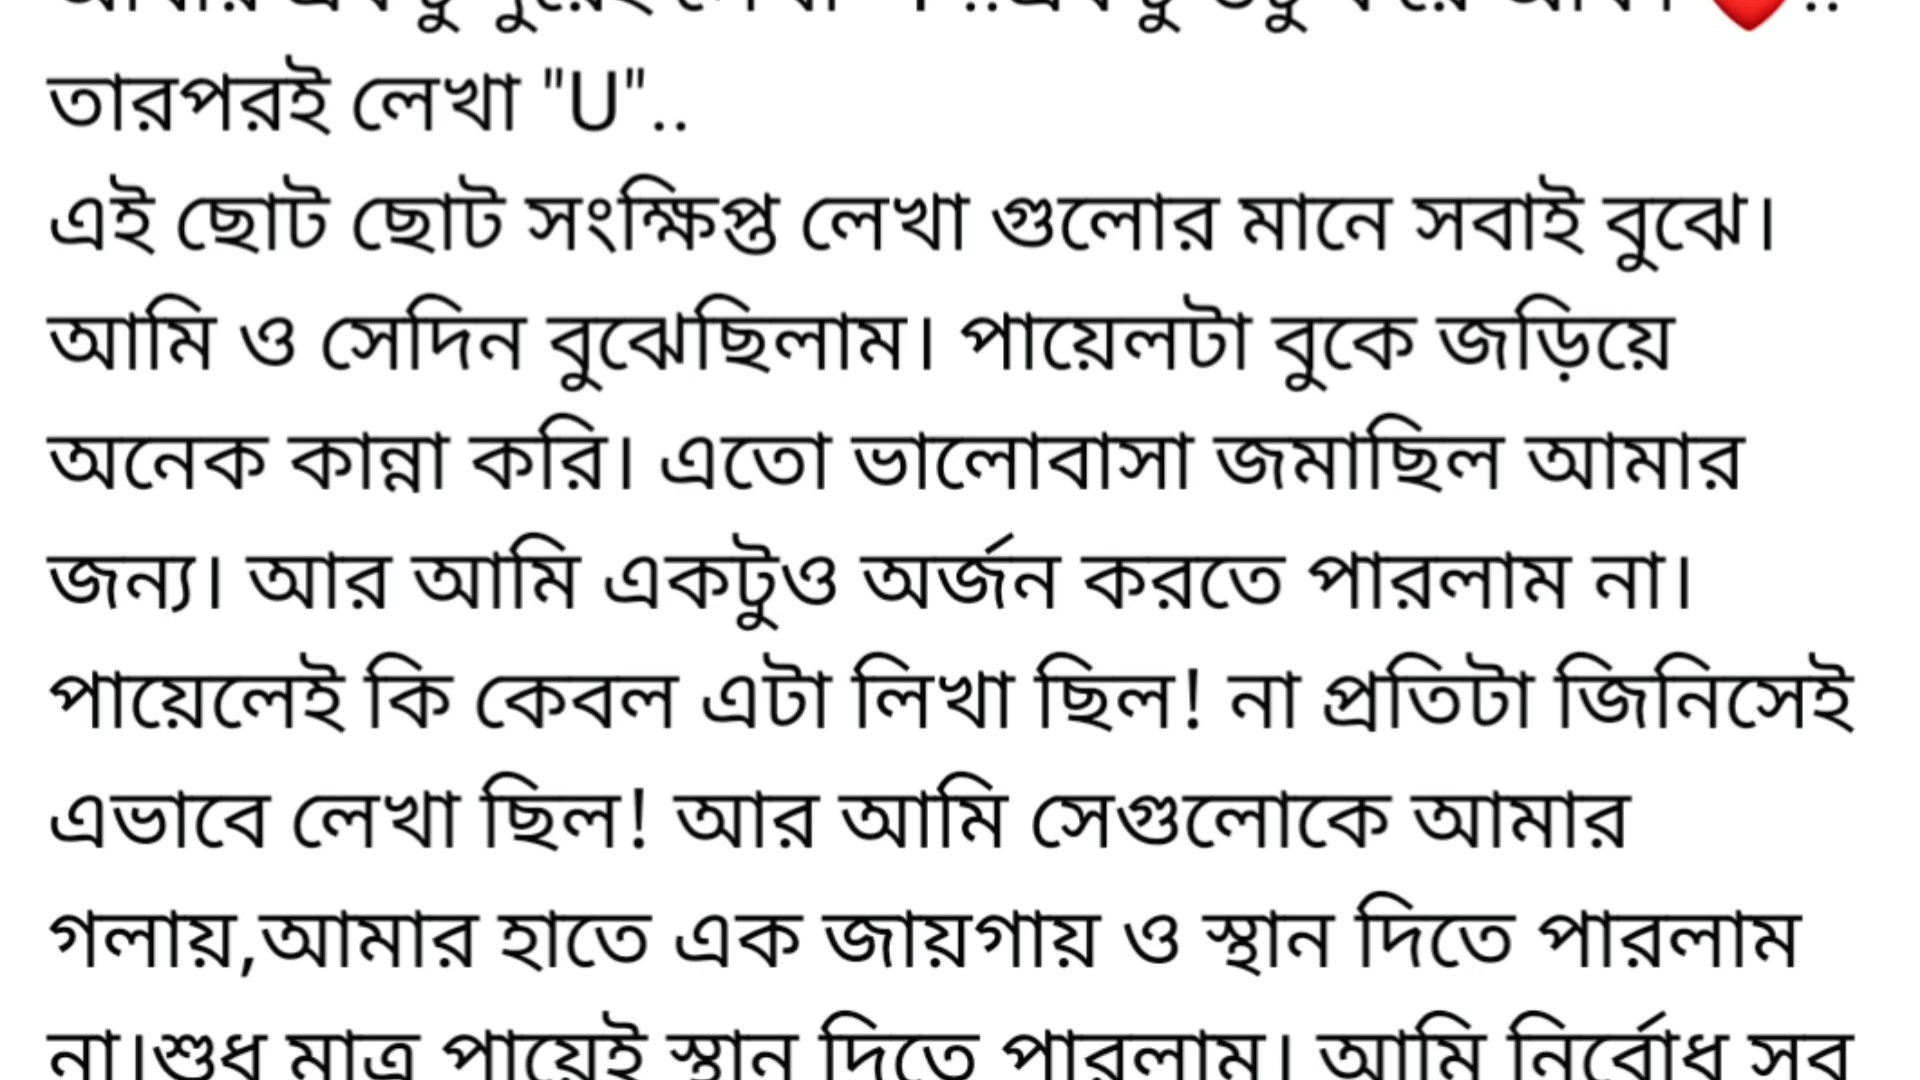 তারপরই লেখা "U"..
এই ছোট ছোট সংক্ষিপ্ত লেখা গুলোর মানে সবাই বুঝে।
আমি ও সেদিন বুঝেছিলাম। পায়েলটা বুকে জড়িয়ে
অনেক কান্না করি। এতো ভালোবাসা জমাছিল আমার
জন্য। আর আমি একটুও অর্জন করতে পারলাম না।
পায়েলেই কি কেবল এটা লিখা ছিল! না প্রতিটা জিনিসেই
এভাবে লেখা ছিল! আর আমি সেগুলোকে আমার
গলায়,আমার হাতে এক জায়গায় ও স্থান দিতে পারলাম
না।শুধ মাত্র পায়েই স্থান দিতে পারলাম। আমি নির্বোধ সব